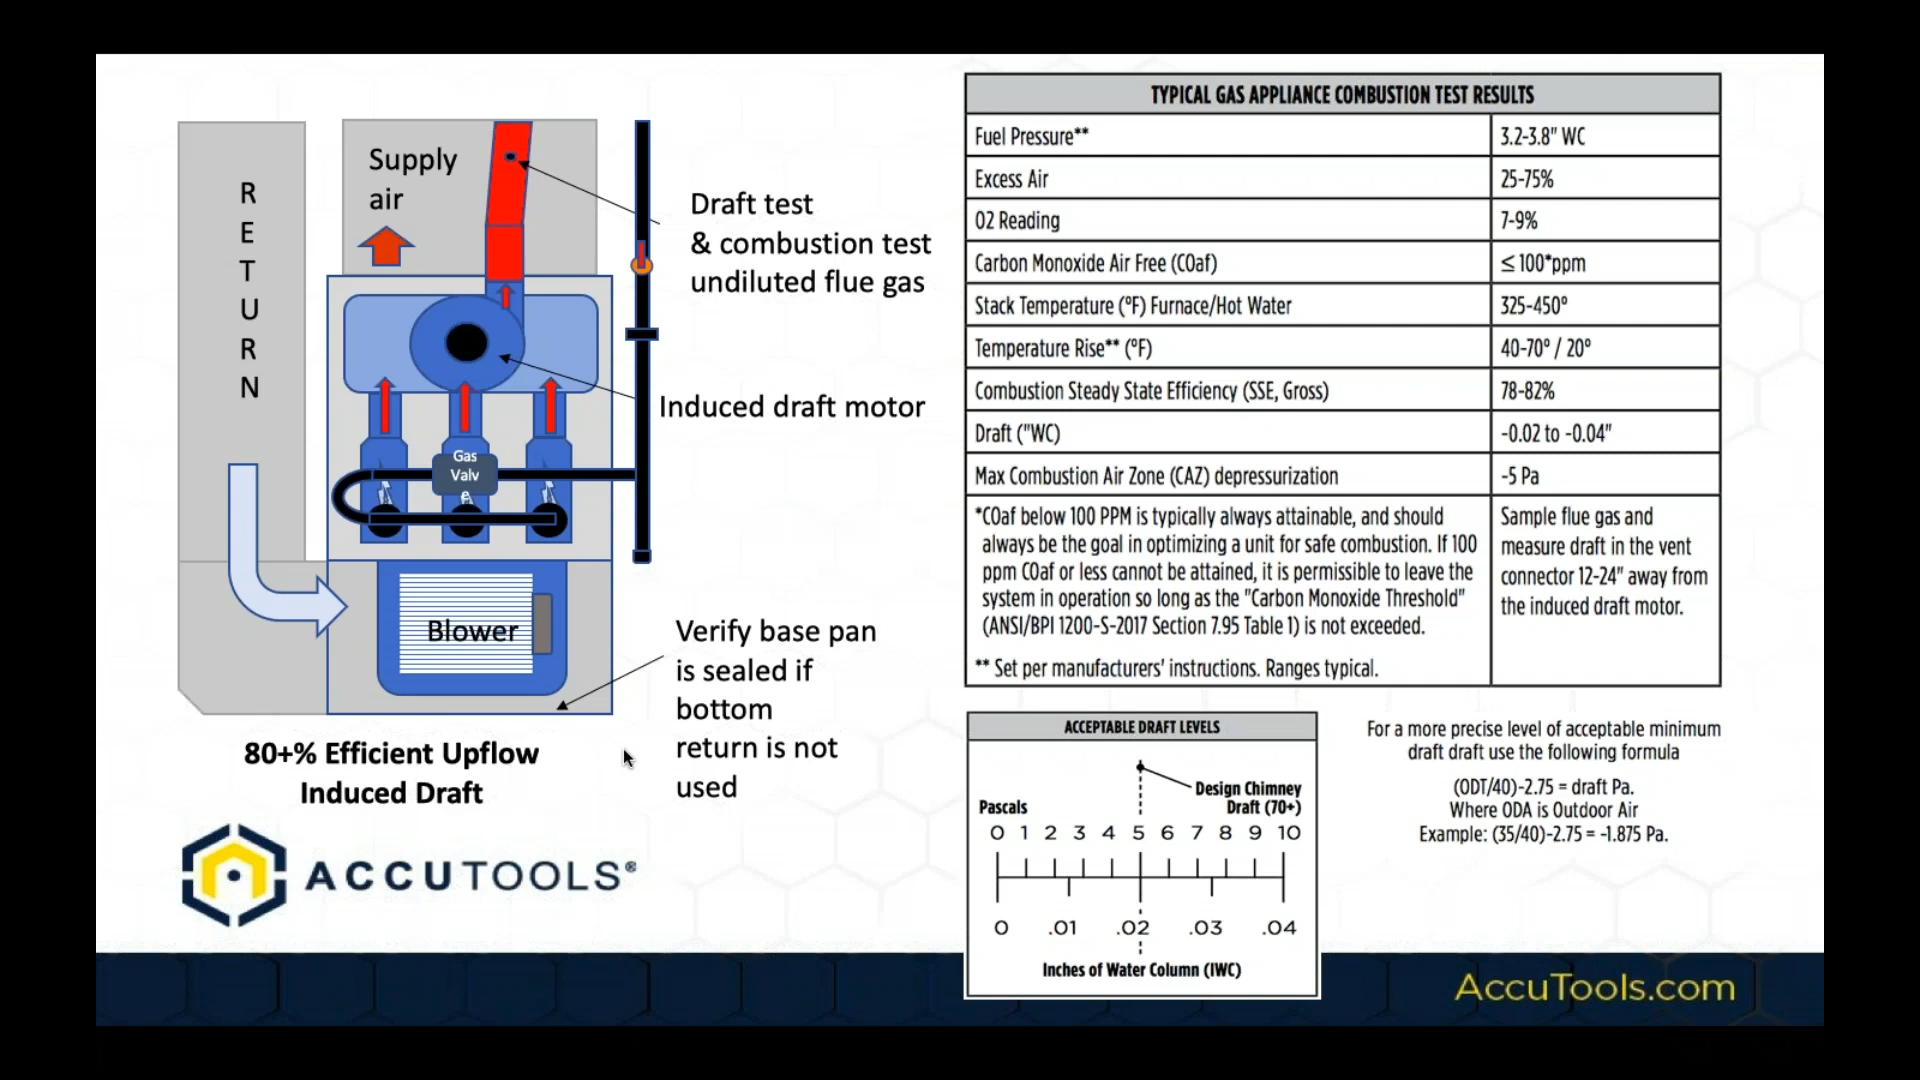 R
E
T
U
R
N
Supply
air
Draft test
& combustion test
undiluted flue gas
Induced draft motor
Gas
Valv
e
Blower
Verify base pan
is sealed if
bottom
return is not
used
80+% Efficient Upflow
Induced Draft
ACCUTOOLS®
TYPICAL GAS APPLIANCE COMBUSTION TEST RESULTS
Fuel Pressure** 3.2-3.8" WC
Excess Air 25-75%
O2 Reading 7-9%
Carbon Monoxide Air Free (COaf) ≤ 100*ppm
Stack Temperature (ºF) Furnace/Hot Water 325-450º
Temperature Rise** (ºF) 40-70º / 20º
Combustion Steady State Efficiency (SSE, Gross) 78-82%
Draft ("WC) -0.02 to -0.04"
Max Combustion Air Zone (CAZ) depressurization -5 Pa
*COaf below 100 PPM is typically always attainable, and should
always be the goal in optimizing a unit for safe combustion. If 100
ppm COaf or less cannot be attained, it is permissible to leave the
system in operation so long as the "Carbon Monoxide Threshold"
(ANSI/BPI 1200-S-2017 Section 7.95 Table 1) is not exceeded.
** Set per manufacturers' instructions. Ranges typical.
Sample flue gas and
measure draft in the vent
connector 12-24" away from
the induced draft motor.
ACCEPTABLE DRAFT LEVELS
Design Chimney
Draft (70+)
Pascals
0 1 2 3 4 5 6 7 8 9 10
0 .01 .02 .03 .04
Inches of Water Column (IWC)
For a more precise level of acceptable minimum
draft draft use the following formula
(ODT/40)-2.75 = draft Pa.
Where ODA is Outdoor Air
Example: (35/40)-2.75 = -1.875 Pa.
AccuTools.com